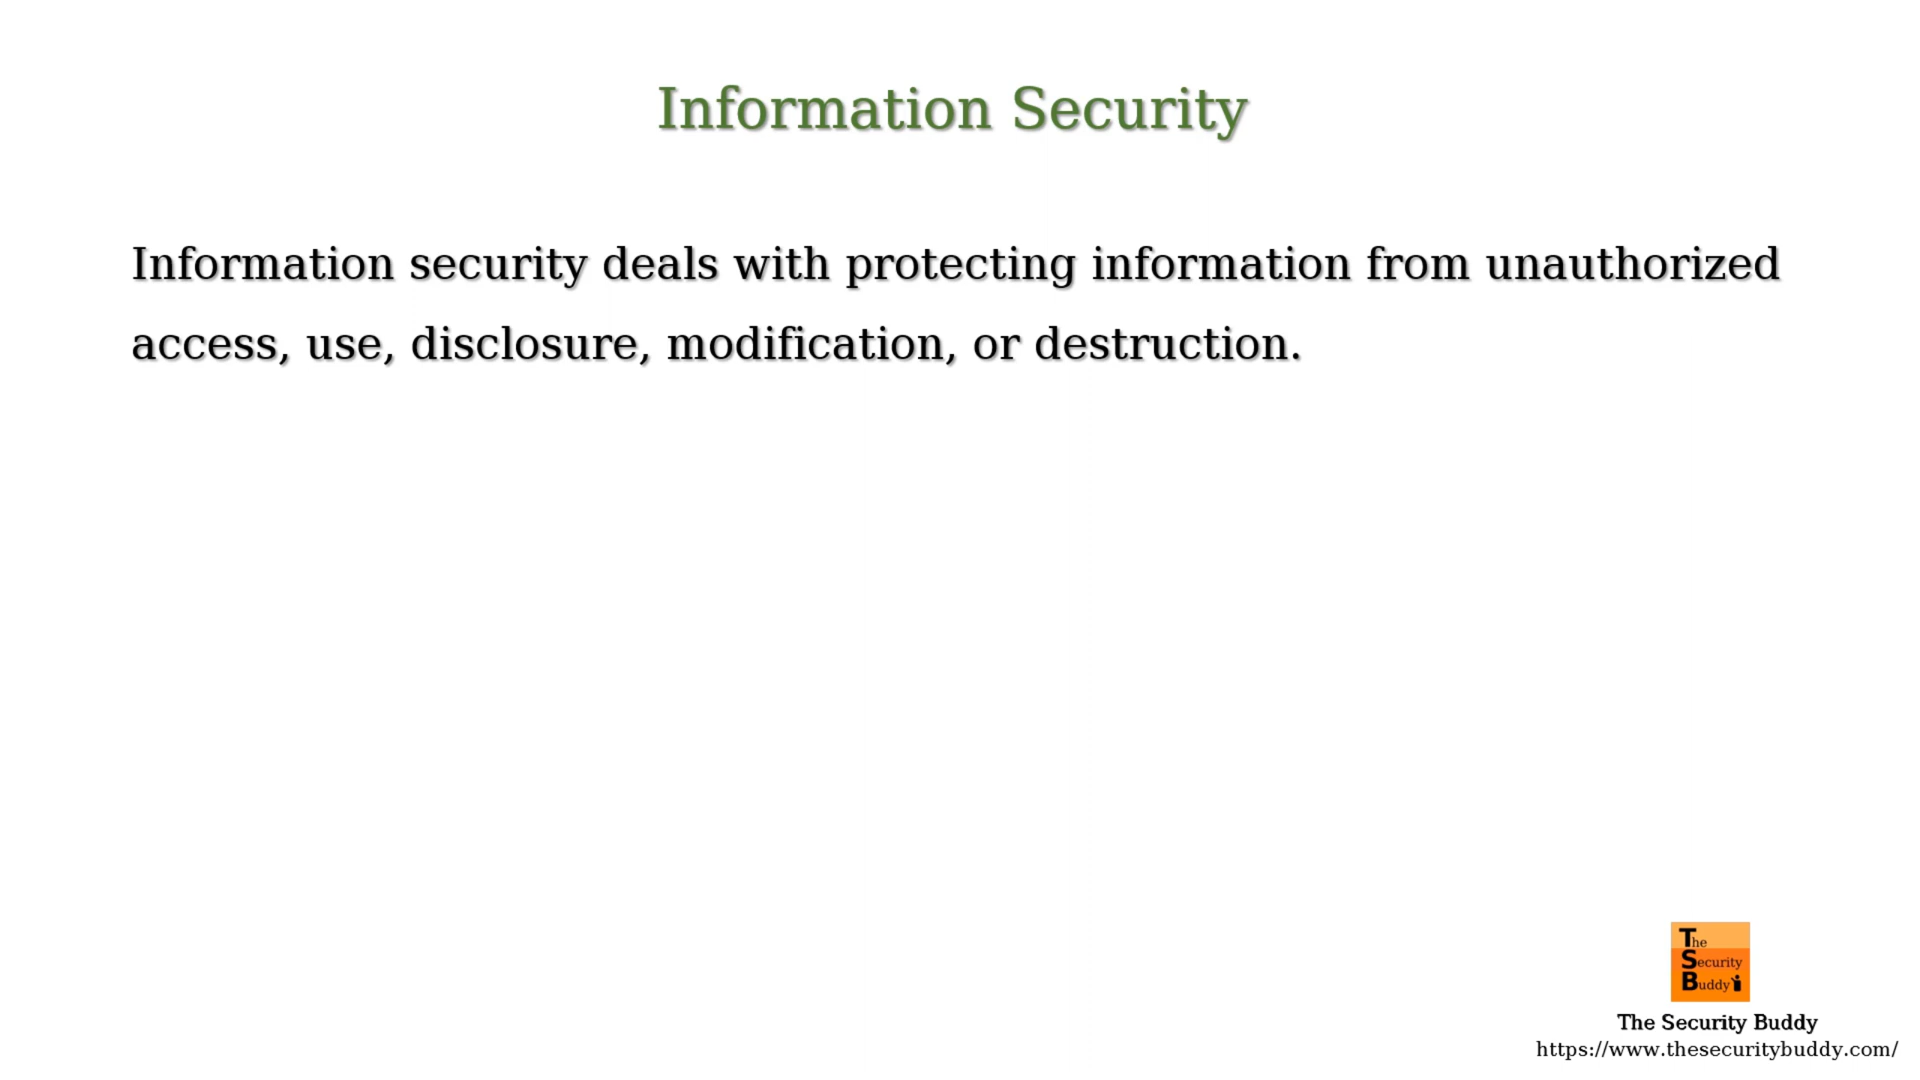 Information Security
Information security deals with protecting information from unauthorized
access, use, disclosure, modification, or destruction.
The
Security
Buddy
The Security Buddy
https://www.thesecuritybuddy.com/